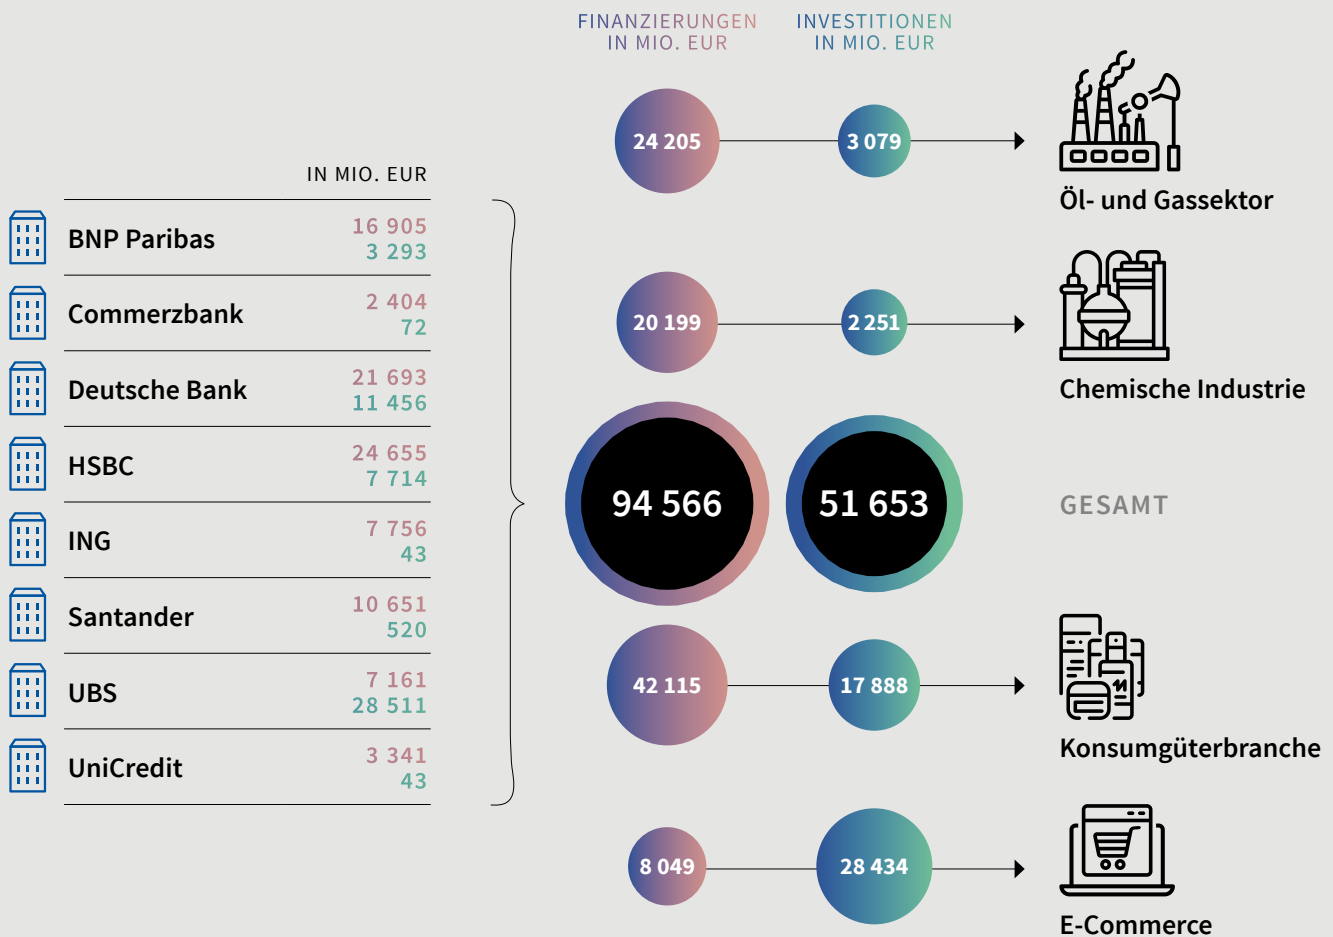 FINANZIERUNGEN
IN MIO. EUR
INVESTITIONEN
IN MIO. EUR
IN MIO. EUR
BNP Paribas
16 905
3 293
Commerzbank
2 404
72
Deutsche Bank
21 693
11 456
HSBC
24 655
7 714
ING
7 756
43
Santander
10 651
520
UBS
7 161
28 511
UniCredit
3 341
43
24 205
3 079
Öl- und Gassektor
20 199
2 251
Chemische Industrie
94 566
51 653
GESAMT
42 115
17 888
Konsumgüterbranche
8 049
28 434
E-Commerce